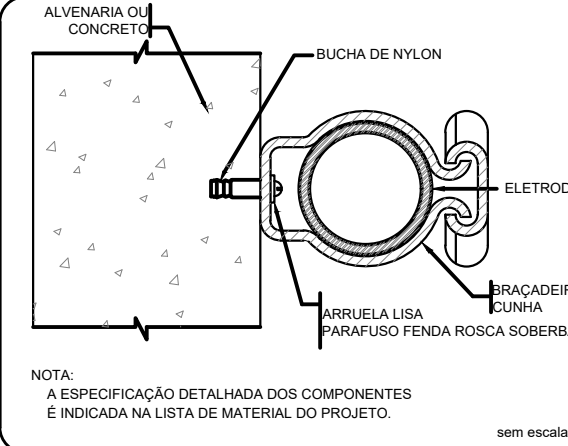 ALVENARIA OU
CONCRETO
BUCHA DE NYLON
ELETROD
BRAÇADEIR
CUNHA
ARRUELA LISA
PARAFUSO FENDA ROSCA SOBERB
NOTA:
A ESPECIFICAÇÃO DETALHADA DOS COMPONENTES
É INDICADA NA LISTA DE MATERIAL DO PROJETO.
sem escala